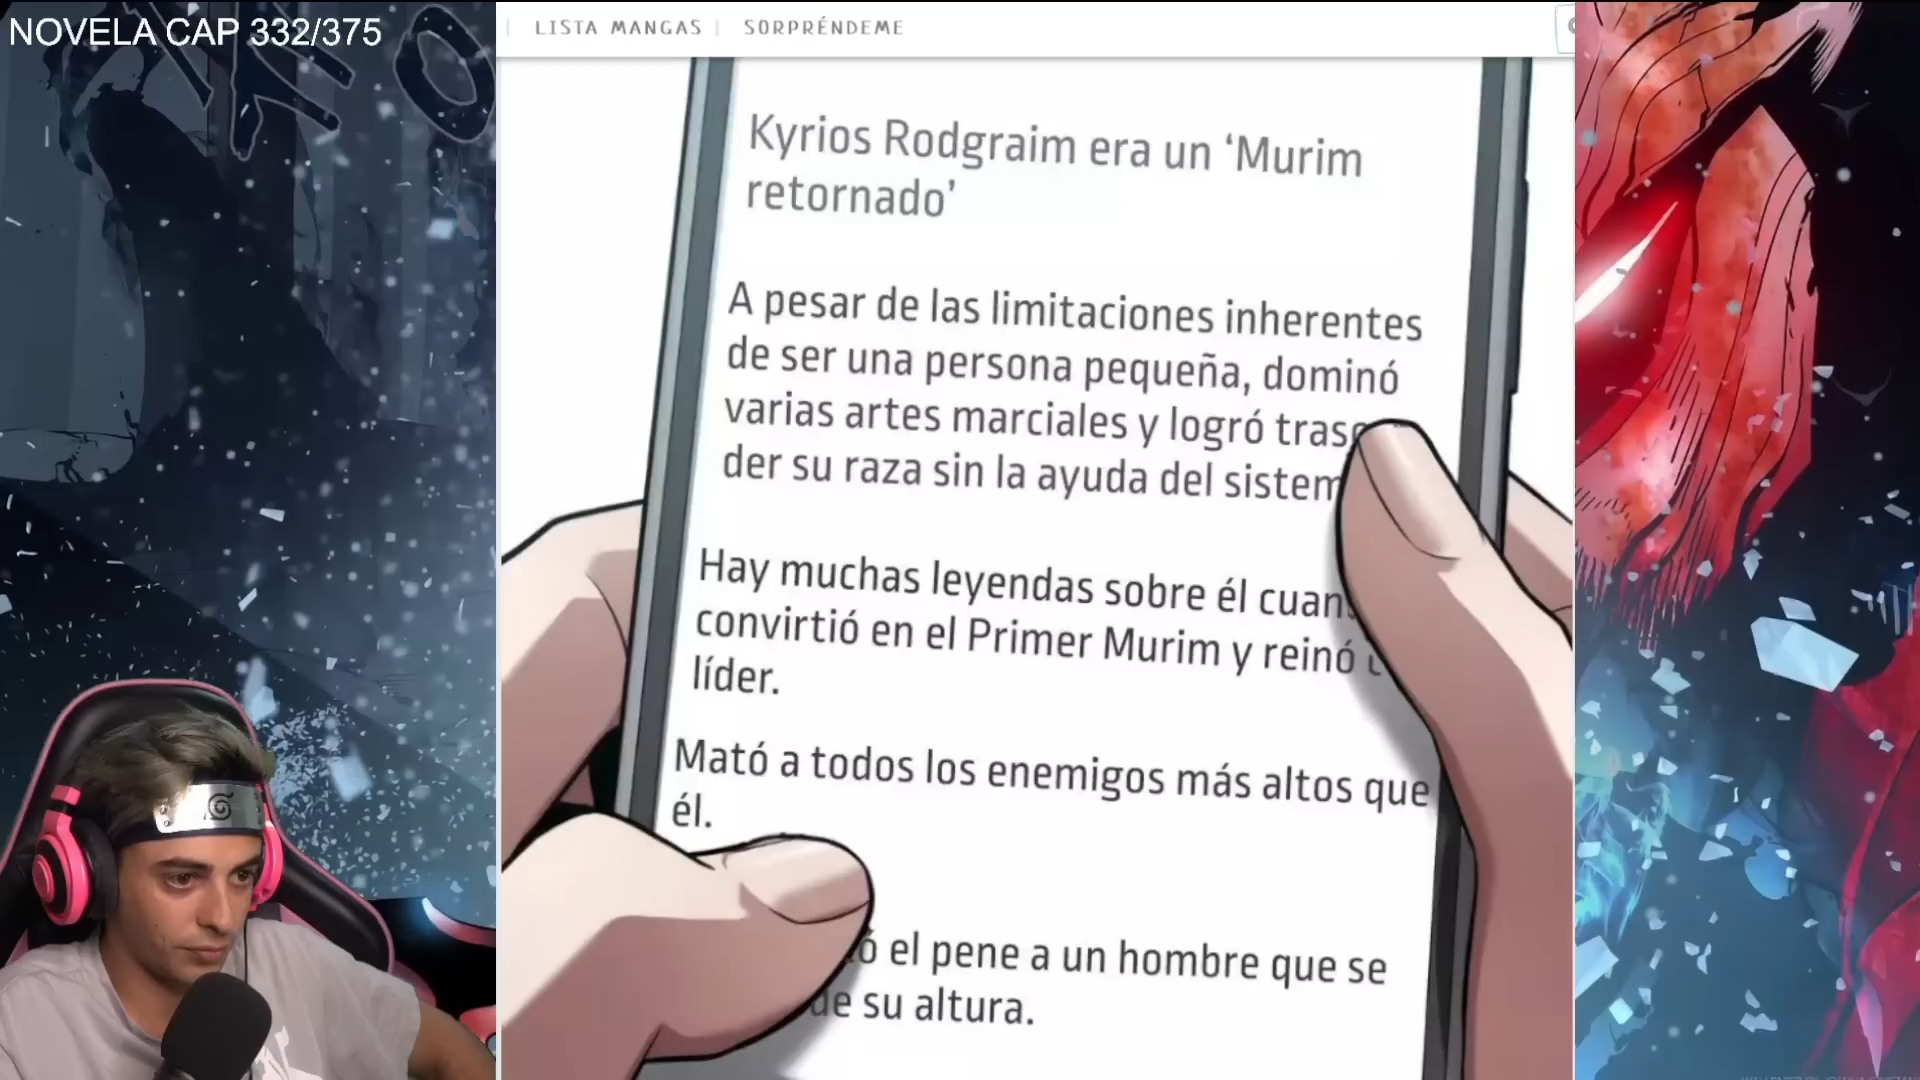 NOVELA CAP 332/375
LISTA MANGAS
SORPRÉNDEME
Kyrios Rodgraim era un ‘Murim
retornado’
A pesar de las limitaciones inherentes
de ser una persona pequeña, dominó
varias artes marciales y logró
der su raza sin la ayuda del
Hay muchas leyendas sobre él
convirtió en el Primer Murim y reinó
líder.
Mató a todos los enemigos más altos que
él.
el pene a un hombre que se
de su altura.